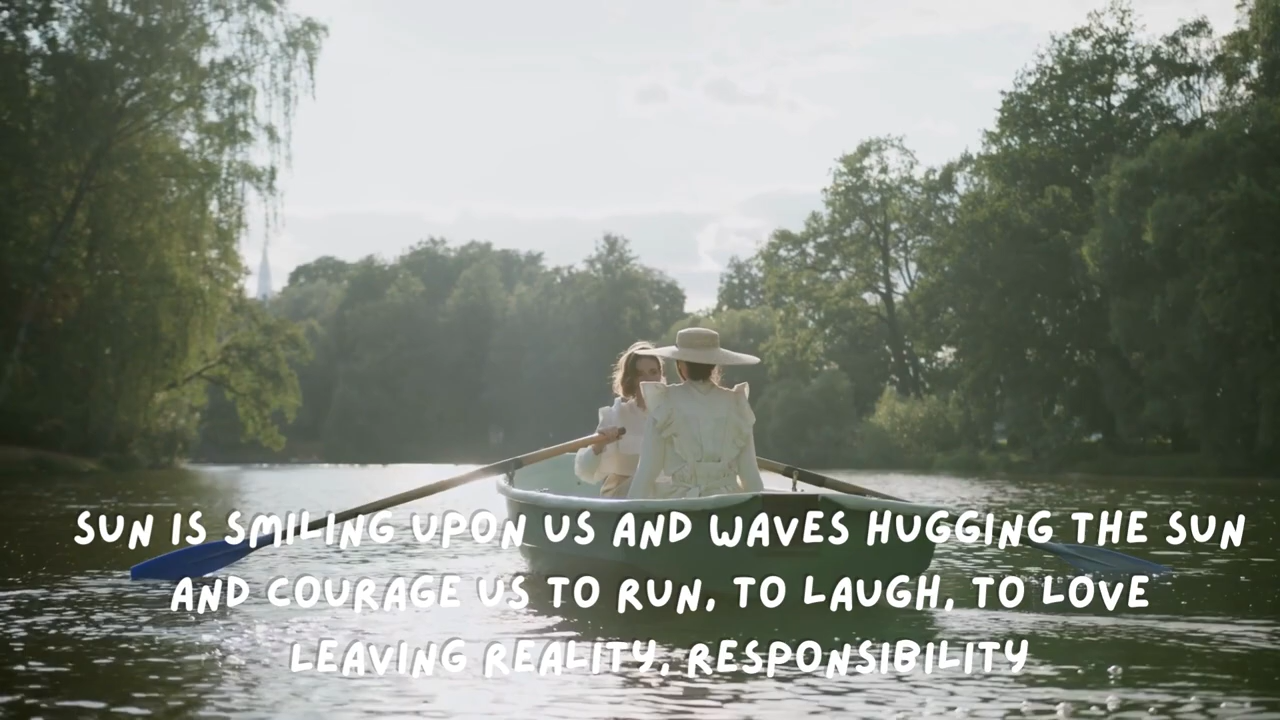 SUN IS SMILING UPON US AND WAVES HUGGING THE SUN
AND COURAGE US TO RUN, TO LAUGH, TO LOVE
LEAVING REALITY, RESPONSIBILITY